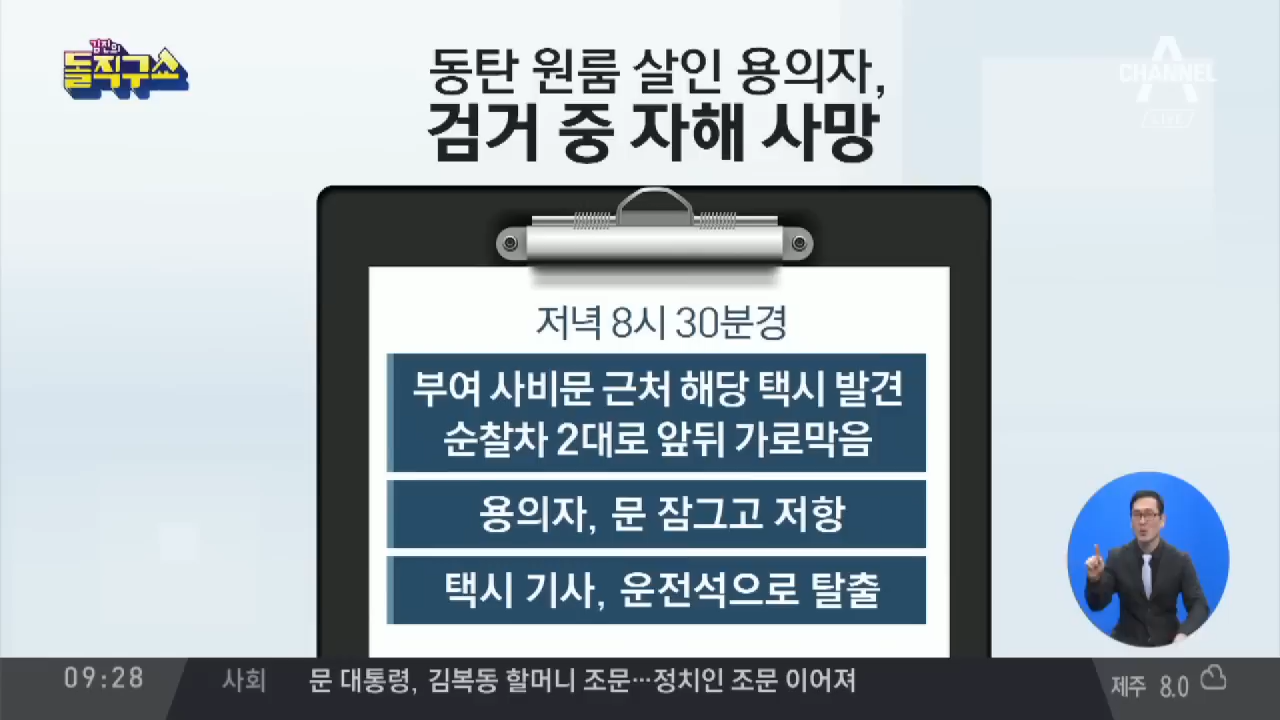 김진의
돌직구쇼
동탄 원룸 살인 용의자,
검거 중 자해 사망
CHANNEL A
LIVE
저녁 8시 30분경
부여 사비문 근처 해당 택시 발견
순찰차 2대로 앞뒤 가로막음
용의자, 문 잠그고 저항
택시 기사, 운전석으로 탈출
09:28
사회
문 대통령, 김복동 할머니 조문…정치인 조문 이어져
제주 8.0